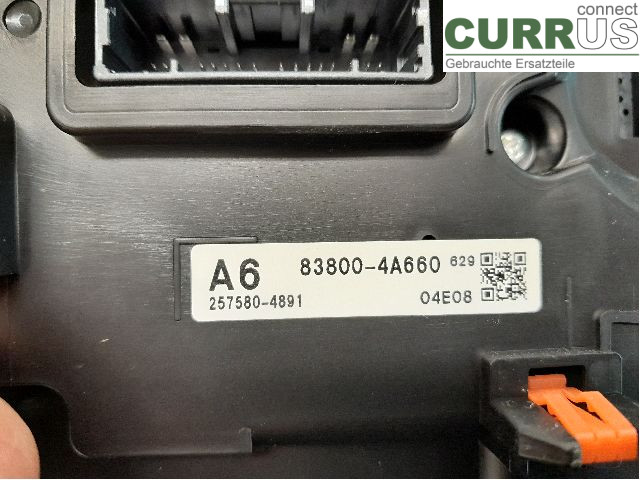 connect
CURRUS
Gebrauchte Ersatzteile
A6 83800-4A660 629
257580-4891 04E08